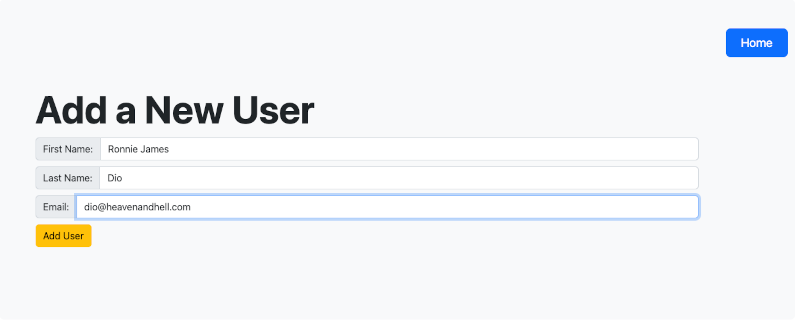 Home
Add a New User
First Name: Ronnie James
Last Name: Dio
Email: dio@heavenandhell.com
Add User